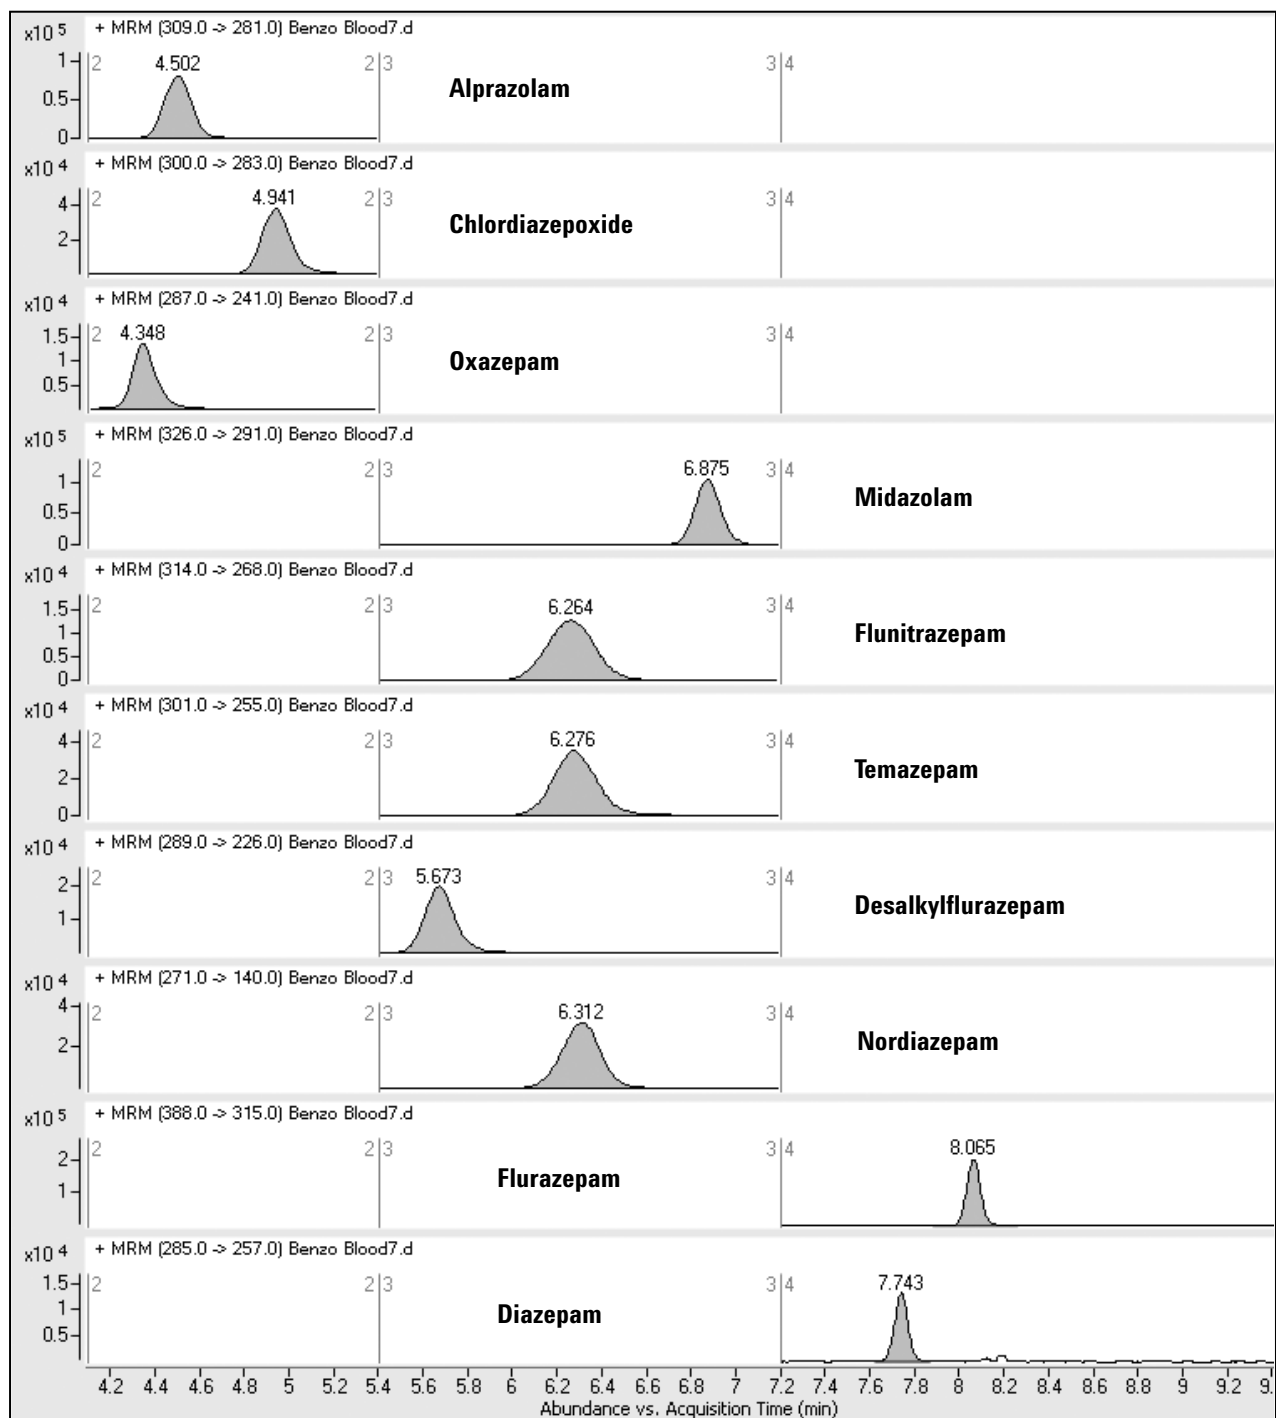 x10 5 + MRM (309.0 -> 281.0) Benzo Blood7.d
1 2 4.502 2 3 3 4
0.5 Alprazolam
0
x10 4 + MRM (300.0 -> 283.0) Benzo Blood7.d
4 2 4.941 2 3 3 4
2 Chlordiazepoxide
x10 4 + MRM (287.0 -> 241.0) Benzo Blood7.d
1.5 2 4.348 2 3 3 4
1 Oxazepam
0.5
x10 5 + MRM (326.0 -> 291.0) Benzo Blood7.d
2 2 3 6.875 3 4
1 Midazolam
0.5
0
x10 4 + MRM (314.0 -> 268.0) Benzo Blood7.d
1.5 2 2 3 6.264 3 4
1 Flunitrazepam
0.5
0
x10 4 + MRM (301.0 -> 255.0) Benzo Blood7.d
4 2 2 3 6.276 3 4
2 Temazepam
0
x10 4 + MRM (289.0 -> 226.0) Benzo Blood7.d
2 2 2 3 5.673 3 4
1 Desalkylflurazepam
x10 4 + MRM (271.0 -> 140.0) Benzo Blood7.d
4 2 2 3 6.312 3 4
2 Nordiazepam
x10 5 + MRM (388.0 -> 315.0) Benzo Blood7.d
2 2 2 3 3 4 8.065
1 Flurazepam
x10 4 + MRM (285.0 -> 257.0) Benzo Blood7.d
1.5 2 2 3 3 4 7.743
1 Diazepam
0.5
4.2 4.4 4.6 4.8 5 5.2 5.4 5.6 5.8 6 6.2 6.4 6.6 6.8 7 7.2 7.4 7.6 7.8 8 8.2 8.4 8.6 8.8 9 9.2 9.
Abundance vs. Acquisition Time (min)